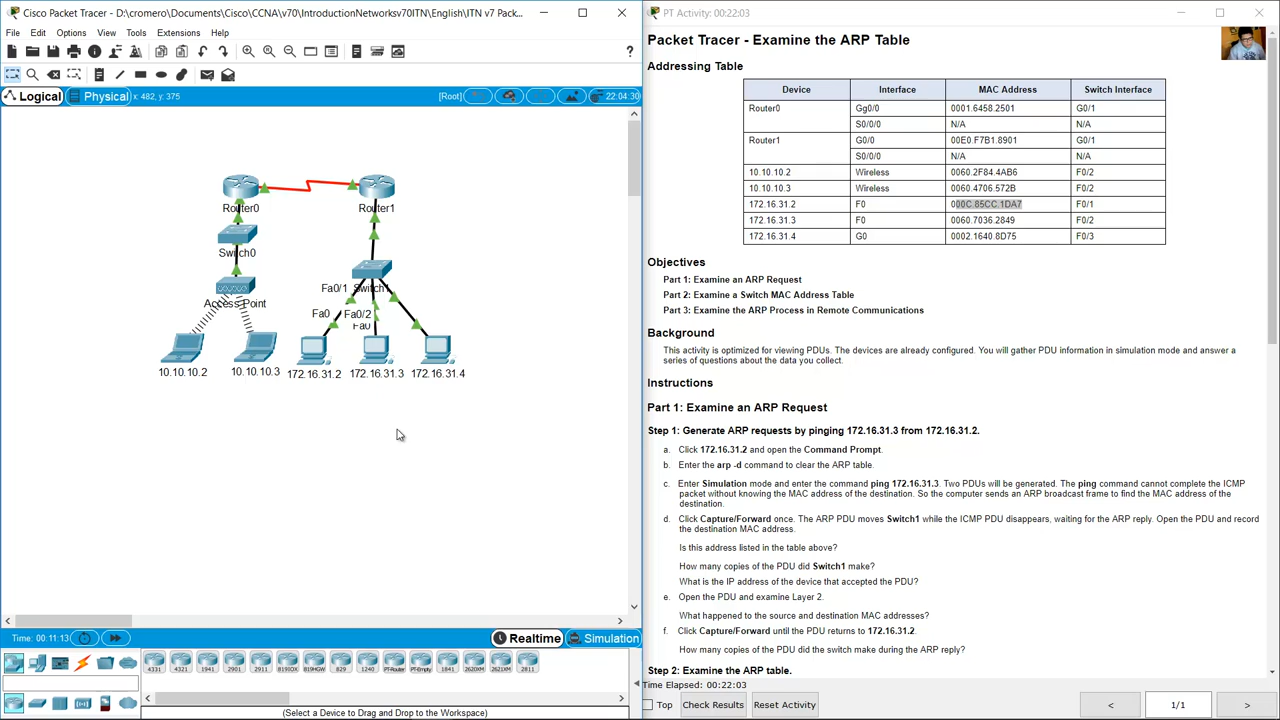 Cisco Packet Tracer - D:\cromero\Documents\Cisco\CCNA\v70\IntroductionNetworksv70ITN\English\ITN v7 Pack...
File Edit Options View Tools Extensions Help
?
Logical Physical x: 482, y: 375 [Root] 22:04:30
Router0 Router1
Switch0
Fa0/1 Switch1
Access Point
Fa0 Fa0/2
Fa0
10.10.10.2 10.10.10.3 172.16.31.2 172.16.31.3 172.16.31.4
Time: 00:11:13 Realtime Simulation
4331 4321 1941 2901 2911 819IOX 819HGW 829 1240 PT-Router PT-Empty 1841 2620XM 2621XM 2811
(Select a Device to Drag and Drop to the Workspace)
PT Activity: 00:22:03
Packet Tracer - Examine the ARP Table
Addressing Table
Device Interface MAC Address Switch Interface
Router0 Gg0/0 0001.6458.2501 G0/1
S0/0/0 N/A N/A
Router1 G0/0 00E0.F7B1.8901 G0/1
S0/0/0 N/A N/A
10.10.10.2 Wireless 0060.2F84.4AB6 F0/2
10.10.10.3 Wireless 0060.4706.572B F0/2
172.16.31.2 F0 000C.85CC.1DA7 F0/1
172.16.31.3 F0 0060.7036.2849 F0/2
172.16.31.4 G0 0002.1640.8D75 F0/3
Objectives
Part 1: Examine an ARP Request
Part 2: Examine a Switch MAC Address Table
Part 3: Examine the ARP Process in Remote Communications
Background
This activity is optimized for viewing PDUs. The devices are already configured. You will gather PDU information in simulation mode and answer a
series of questions about the data you collect.
Instructions
Part 1: Examine an ARP Request
Step 1: Generate ARP requests by pinging 172.16.31.3 from 172.16.31.2.
a. Click 172.16.31.2 and open the Command Prompt.
b. Enter the arp -d command to clear the ARP table.
c. Enter Simulation mode and enter the command ping 172.16.31.3. Two PDUs will be generated. The ping command cannot complete the ICMP
packet without knowing the MAC address of the destination. So the computer sends an ARP broadcast frame to find the MAC address of the
destination.
d. Click Capture/Forward once. The ARP PDU moves Switch1 while the ICMP PDU disappears, waiting for the ARP reply. Open the PDU and record
the destination MAC address.
Is this address listed in the table above?
How many copies of the PDU did Switch1 make?
What is the IP address of the device that accepted the PDU?
e. Open the PDU and examine Layer 2.
What happened to the source and destination MAC addresses?
f. Click Capture/Forward until the PDU returns to 172.16.31.2.
How many copies of the PDU did the switch make during the ARP reply?
Step 2: Examine the ARP table.
Time Elapsed: 00:22:03
Top Check Results Reset Activity < 1/1 >